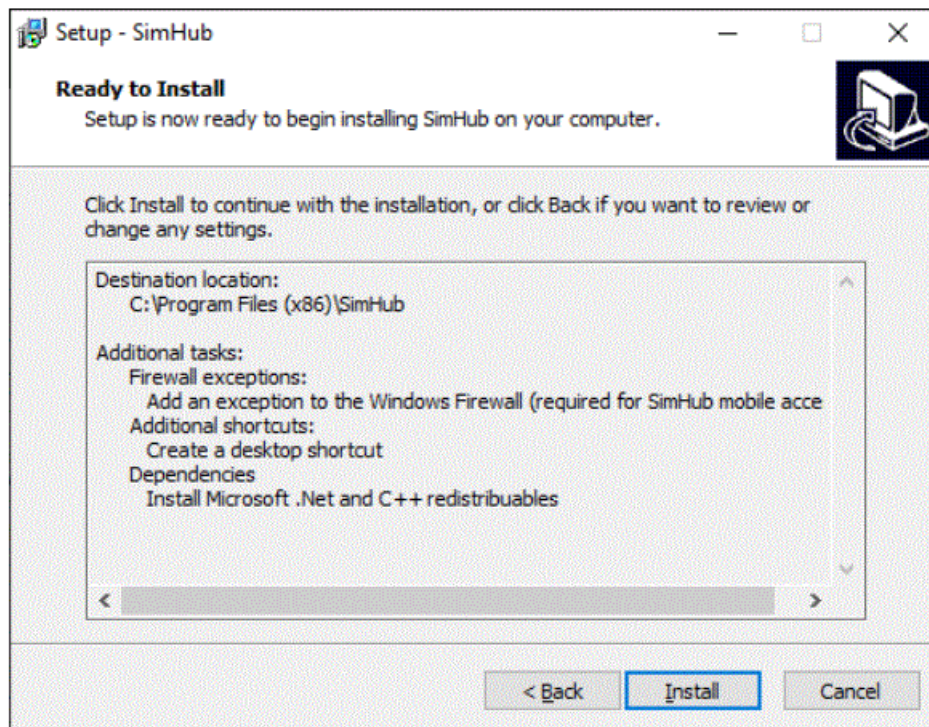 Setup - SimHub
Ready to Install
Setup is now ready to begin installing SimHub on your computer.
Click Install to continue with the installation, or click Back if you want to review or
change any settings.
Destination location:
C:\Program Files (x86)\SimHub
Additional tasks:
Firewall exceptions:
Add an exception to the Windows Firewall (required for SimHub mobile acce
Additional shortcuts:
Create a desktop shortcut
Dependencies
Install Microsoft .Net and C++ redistribuables
< Back
Install
Cancel